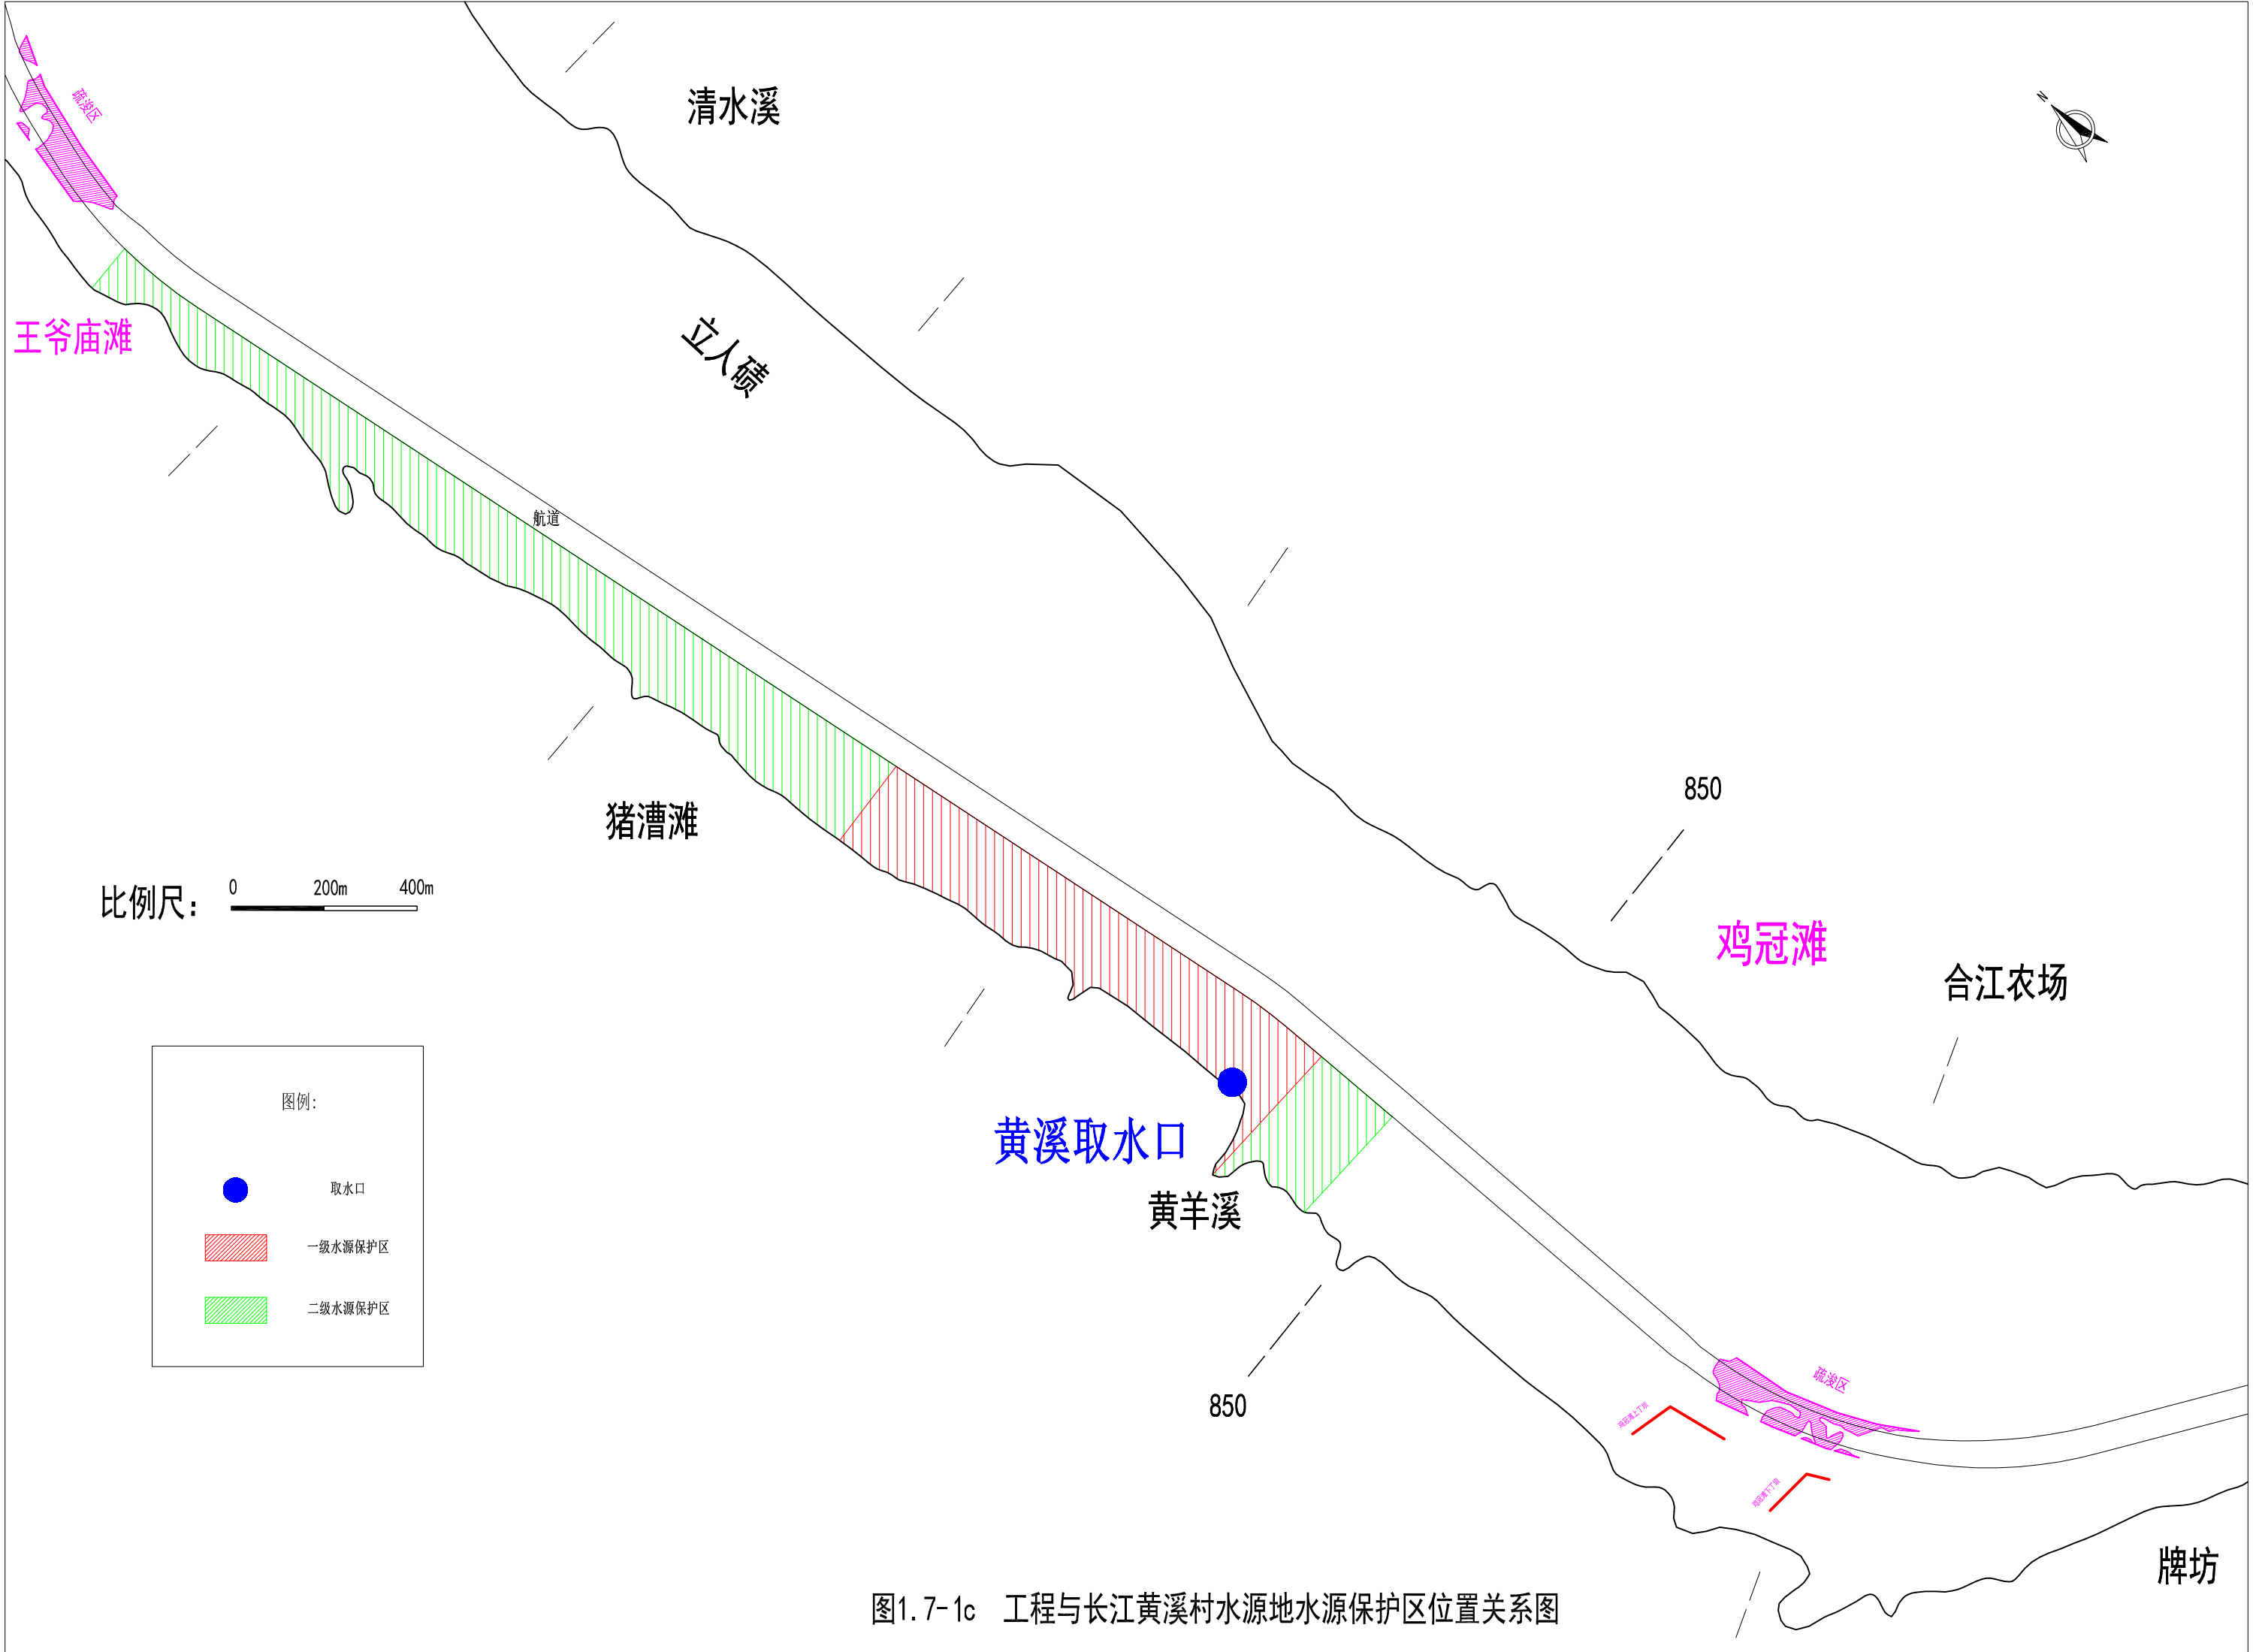 清水溪
N
疏浚区
王爷庙滩
立人碛
航道
猪漕滩
850
比例尺：
0 200m 400m
鸡冠滩
合江农场
图例：
取水口
一级水源保护区
二级水源保护区
黄溪取水口
黄羊溪
850
疏浚区
牌坊
图1.7-1c 工程与长江黄溪村水源地水源保护区位置关系图